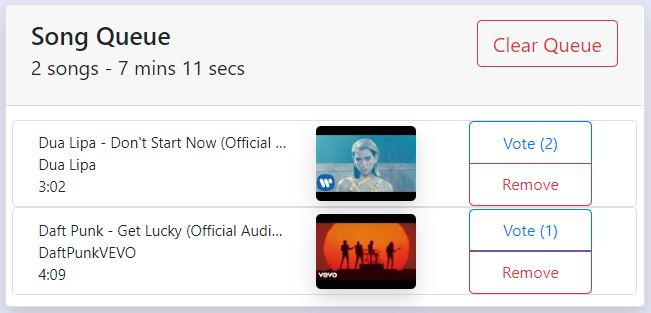 Song Queue
Clear Queue
2 songs - 7 mins 11 secs
Dua Lipa - Don't Start Now (Official ...
Dua Lipa
3:02
W
Vote (2)
Remove
Daft Punk - Get Lucky (Official Audi...
DaftPunkVEVO
4:09
vevo
Vote (1)
Remove